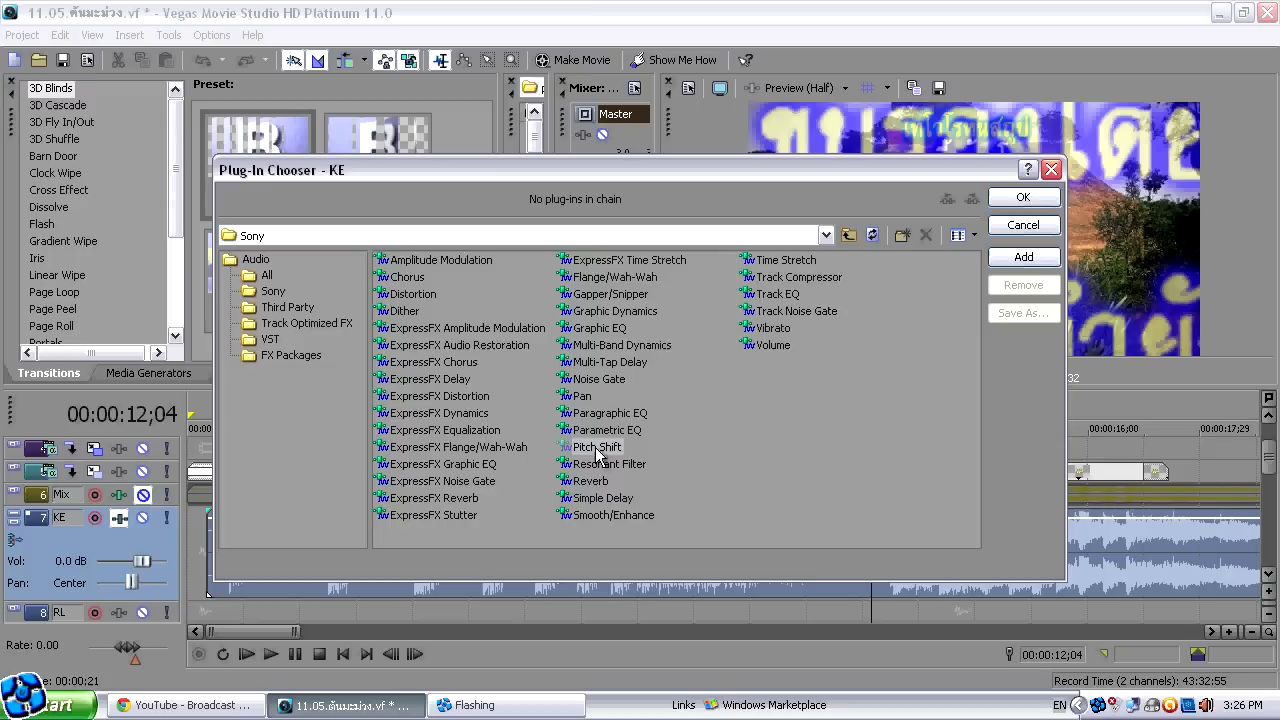 11.05.ต้นมะม่วง.vf * - Vegas Movie Studio HD Platinum 11.0
Project Edit View Insert Tools Options Help
Make Movie Show Me How
3D Blinds
3D Cascade
3D Fly In/Out
3D Shuffle
Barn Door
Clock Wipe
Cross Effect
Dissolve
Flash
Gradient Wipe
Iris
Linear Wipe
Page Loop
Page Peel
Page Roll
Transitions
Media Generators
Preset:
Mixer: ...
Master
Preview (Half)
Plug-In Chooser - KE
No plug-ins in chain
OK
Cancel
Add
Remove
Save As...
Sony
Audio
All
Sony
Third Party
Track Optimized FX
VST
FX Packages
Amplitude Modulation
Chorus
Distortion
Dither
ExpressFX Amplitude Modulation
ExpressFX Audio Restoration
ExpressFX Chorus
ExpressFX Delay
ExpressFX Distortion
ExpressFX Dynamics
ExpressFX Equalization
ExpressFX Flange/Wah-Wah
ExpressFX Graphic EQ
ExpressFX Noise Gate
ExpressFX Reverb
ExpressFX Stutter
ExpressFX Time Stretch
Flange/Wah-Wah
Gapper/Snipper
Graphic Dynamics
Graphic EQ
Multi-Band Dynamics
Multi-Tap Delay
Noise Gate
Pan
Paragraphic EQ
Parametric EQ
Pitch Shift
Resonant Filter
Reverb
Simple Delay
Smooth/Enhance
Time Stretch
Track Compressor
Track EQ
Track Noise Gate
Vibrato
Volume
00:00:12;04
00:00:16;00 00:00:17;29
6 Mix
7 KE
Vol: 0.0 dB
Pan: Center
8 RL
Rate: 0.00
00:00:12;04
: 00:00:21
Record Time (2 channels): 43:32:55
start
YouTube - Broadcast ...
11.05.ต้นมะม่วง.vf * ...
Links
Windows Marketplace
EN
3:26 PM